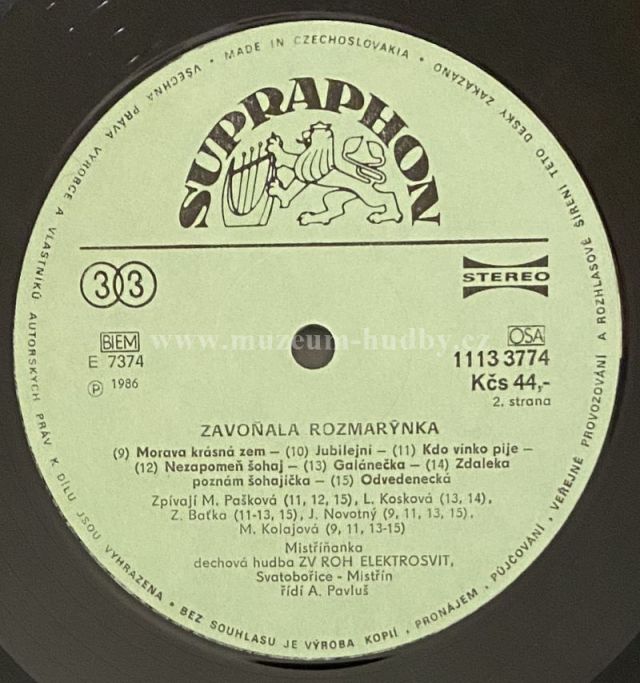 VŠECHNA PRÁVA VÝROBCE A VLASTNÍKŮ AUTORSKÝCH PRÁV K DÍLU JSOU VYHRAZENA • BEZ SOUHLASU JE VÝROBA KOPIÍ, PRONÁJEM, PŮJČOVÁNÍ, VEŘEJNÉ PROVOZOVÁNÍ A ROZHLASOVÉ ŠÍŘENÍ TÉTO DESKY ZAKÁZÁNO • MADE IN CZECHOSLOVAKIA •
SUPRAPHON
33
STEREO
www.muzeum-hudby.cz
BIEM
OSA
E 7374
1113 3774
Ⓟ 1986
Kčs 44,-
2. strana
ZAVOŇALA ROZMARÝNKA
(9) Morava krásná zem – (10) Jubilejní – (11) Kdo vínko pije –
(12) Nezapomeň šohaj – (13) Galánečka – (14) Zdaleka
poznám šohajíčka – (15) Odvedenecká
Zpívají M. Pašková (11, 12, 15), L. Kosková (13, 14),
Z. Baťka (11-13, 15), J. Novotný (9, 11, 13, 15),
M. Kolajová (9, 11, 13-15)
Mistříňanka
dechová hudba ZV ROH ELEKTROSVIT,
Svatobořice - Mistřín
řídí A. Pavluš